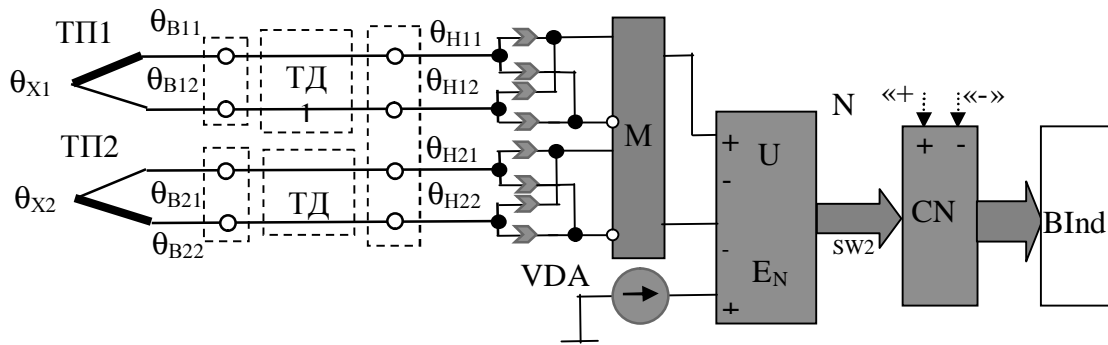 ТП1
θB11
θX1
θB12
ТД
1
θH11
θH12
ТП2
θX2
θB21
θB22
ТД
θH21
θH22
VDA
M
+
U
-
-
EN
+
N
«+
«-»
+ -
CN
SW2
BInd